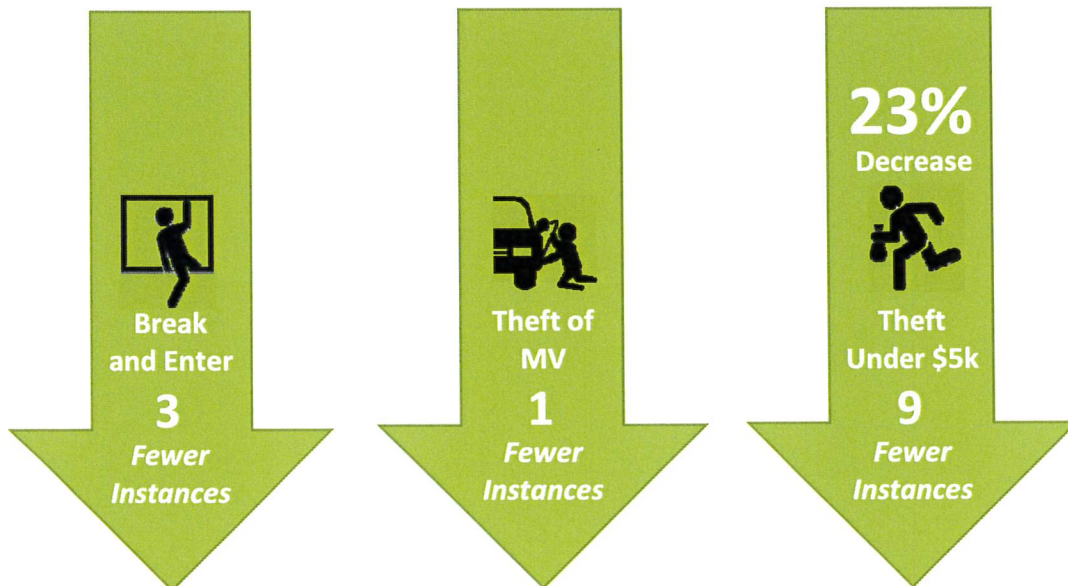 Break
and Enter
3
Fewer
Instances
Theft of
MV
1
Fewer
Instances
23%
Decrease
Theft
Under $5k
9
Fewer
Instances